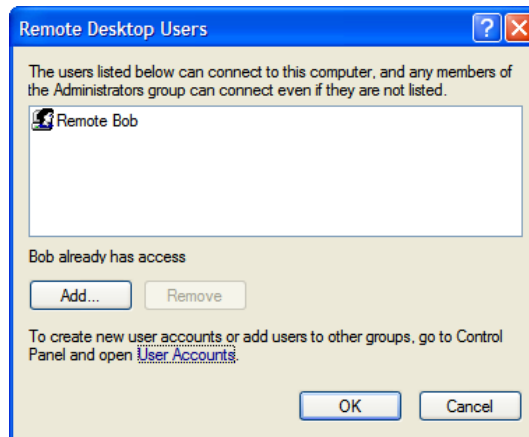 Remote Desktop Users
The users listed below can connect to this computer, and any members of
the Administrators group can connect even if they are not listed.
Remote Bob
Bob already has access
Add...
Remove
To create new user accounts or add users to other groups, go to Control
Panel and open User Accounts.
OK
Cancel